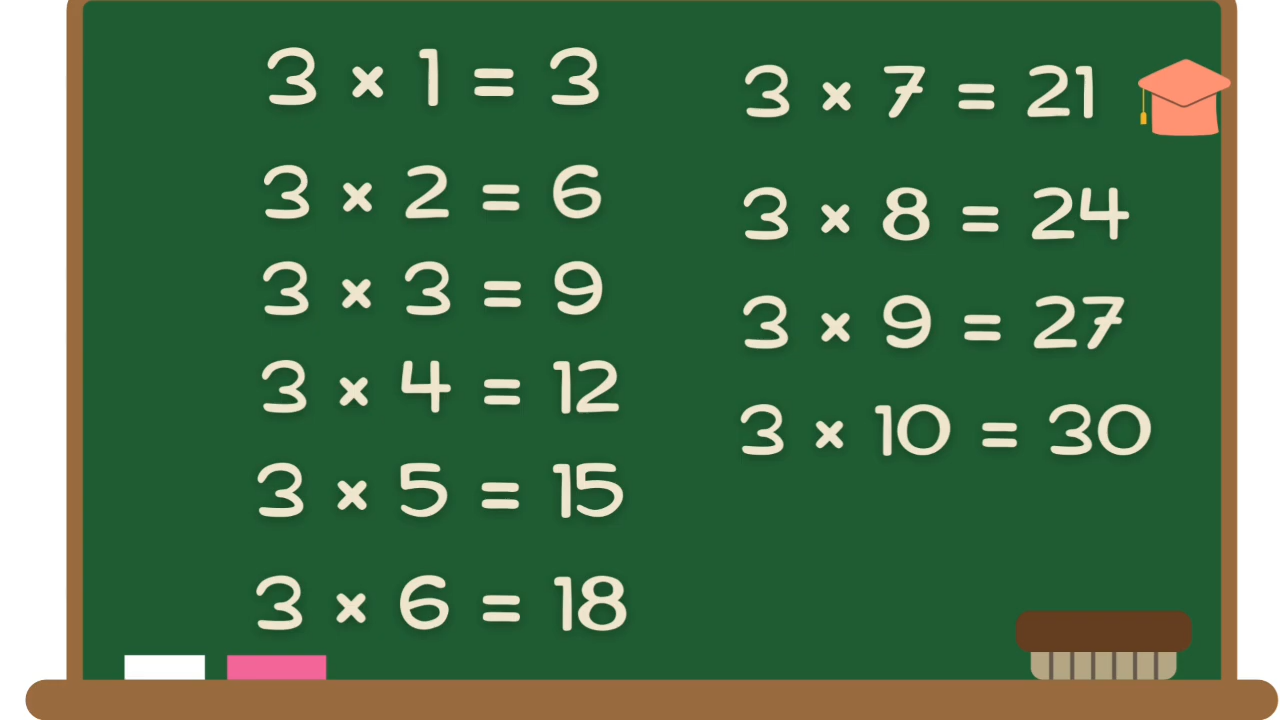 3 × 1 = 3
3 × 2 = 6
3 × 3 = 9
3 × 4 = 12
3 × 5 = 15
3 × 6 = 18
3 × 7 = 21
3 × 8 = 24
3 × 9 = 27
3 × 10 = 30